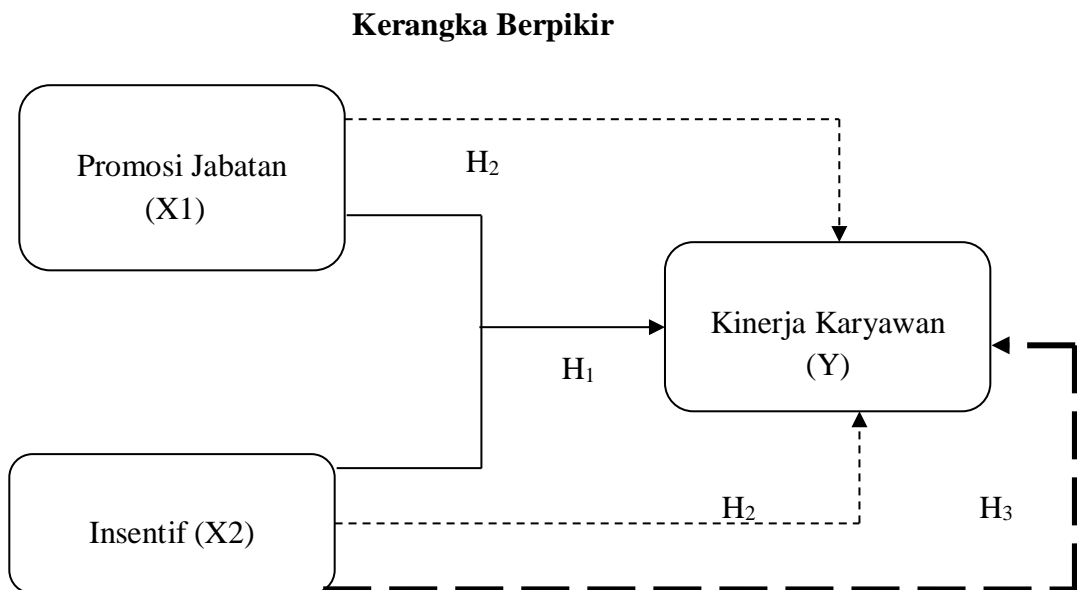 Kerangka Berpikir
Promosi Jabatan
(X1)
H₂
Kinerja Karyawan
(Y)
H₁
Insentif (X2)
H₂
H₃